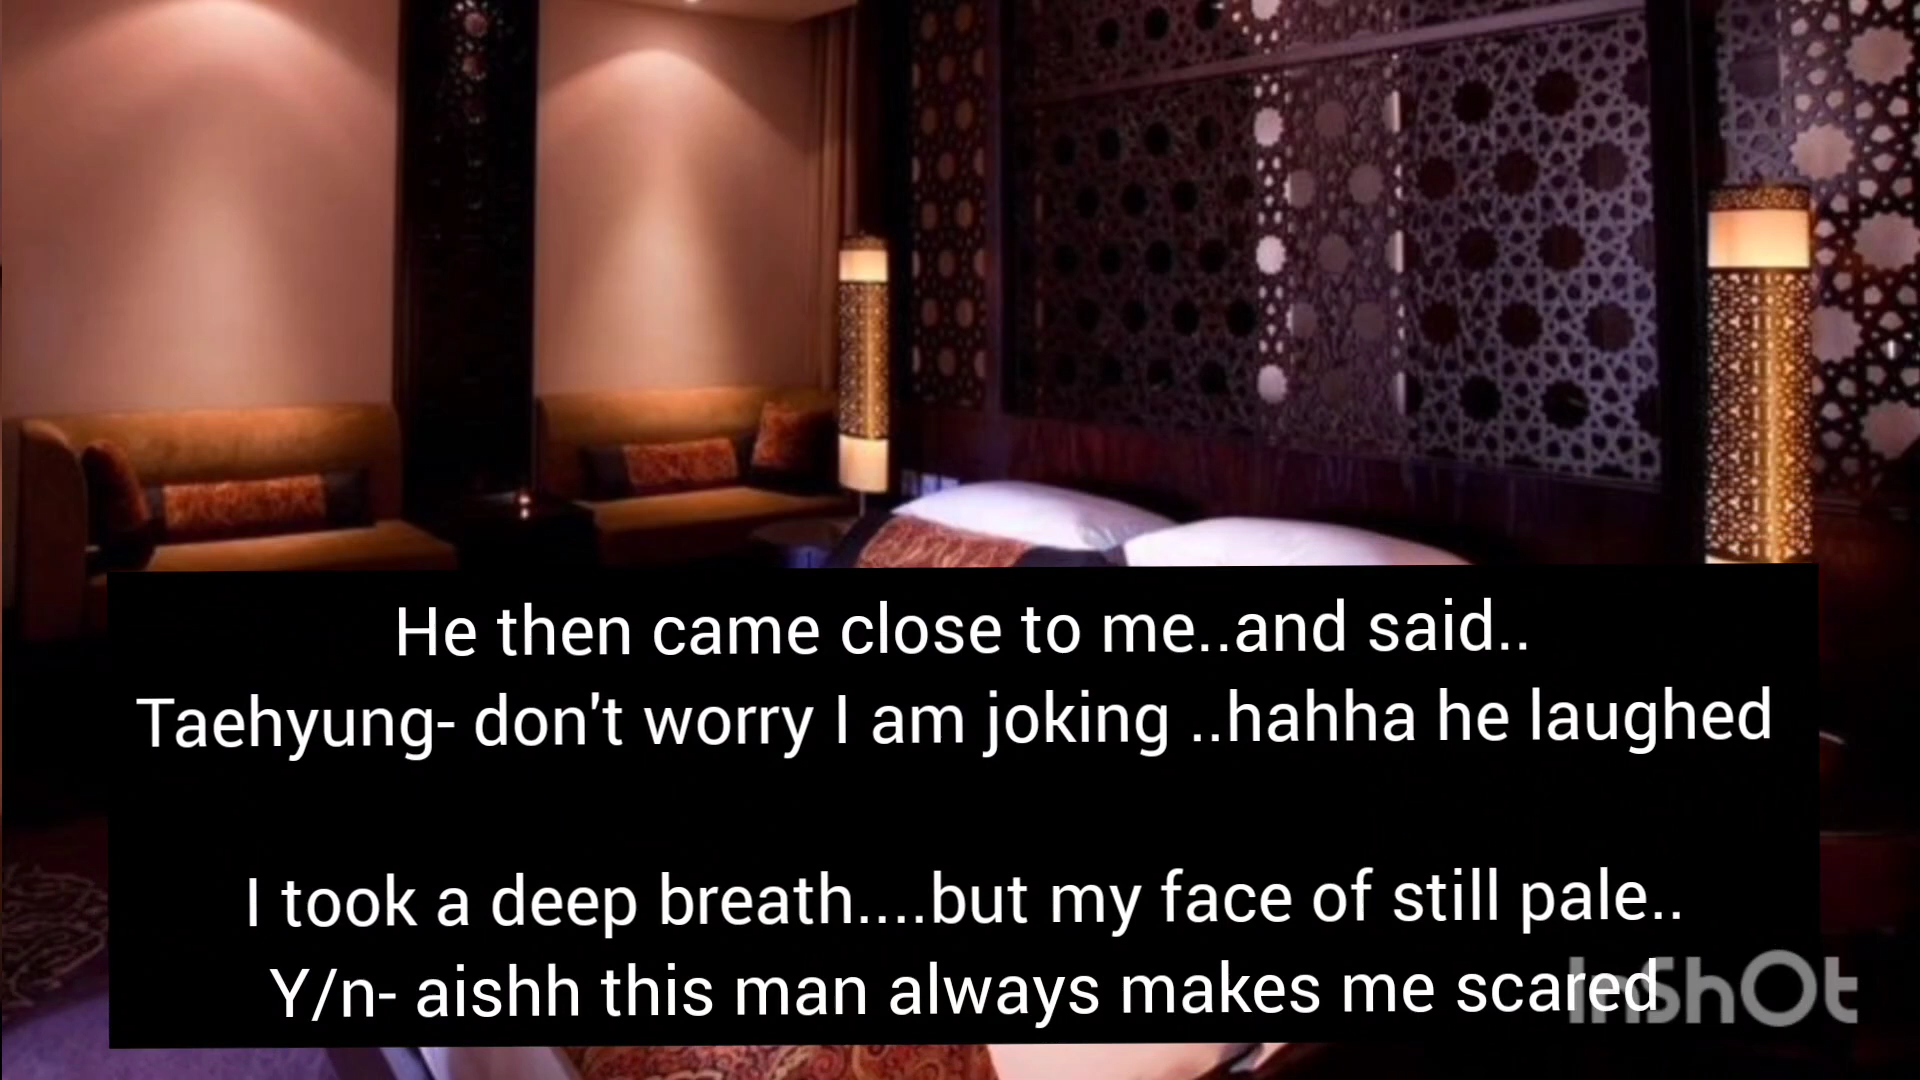 He then came close to me..and said..
Taehyung- don't worry I am joking ..hahha he laughed
I took a deep breath....but my face of still pale..
Y/n- aishh this man always makes me scared
InShOt